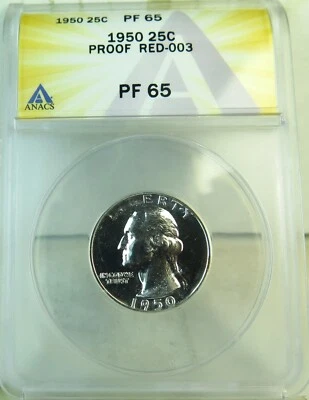 1950 25C PF 65
1950 25C
PROOF RED-003
PF 65
ANACS
LIBERTY
IN GOD WE
TRUST
1950